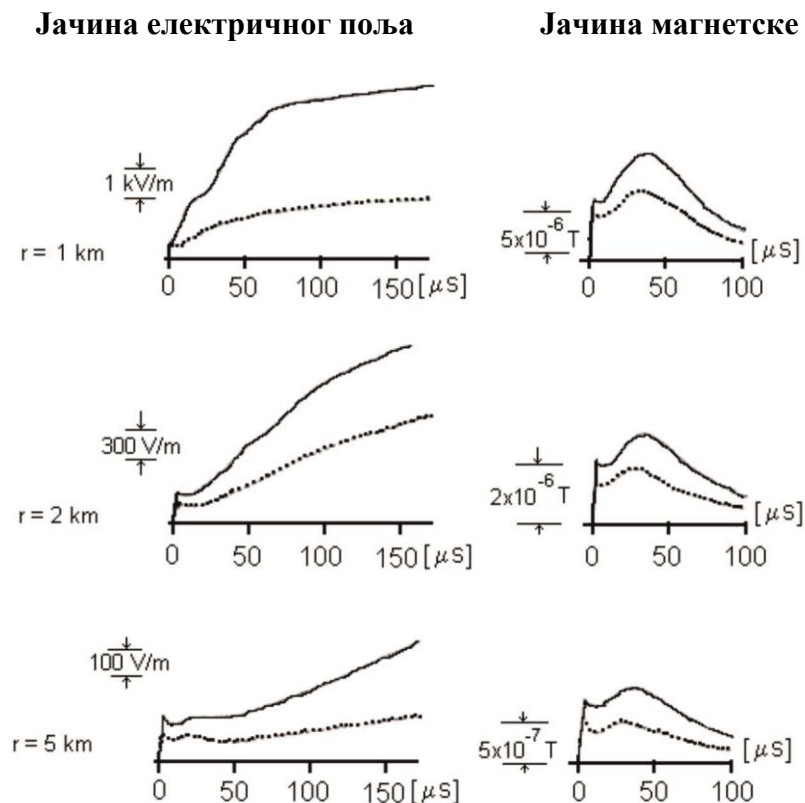 Јачина електричног поља Јачина магнетске
1 kV/m
5x10⁻⁶ T
r = 1 km
0 50 100 150 [μs]
0 50 100 [μs]
300 V/m
2x10⁻⁶ T
r = 2 km
0 50 100 150 [μs]
0 50 100 [μs]
100 V/m
5x10⁻⁷ T
r = 5 km
0 50 100 150 [μs]
0 50 100 [μs]